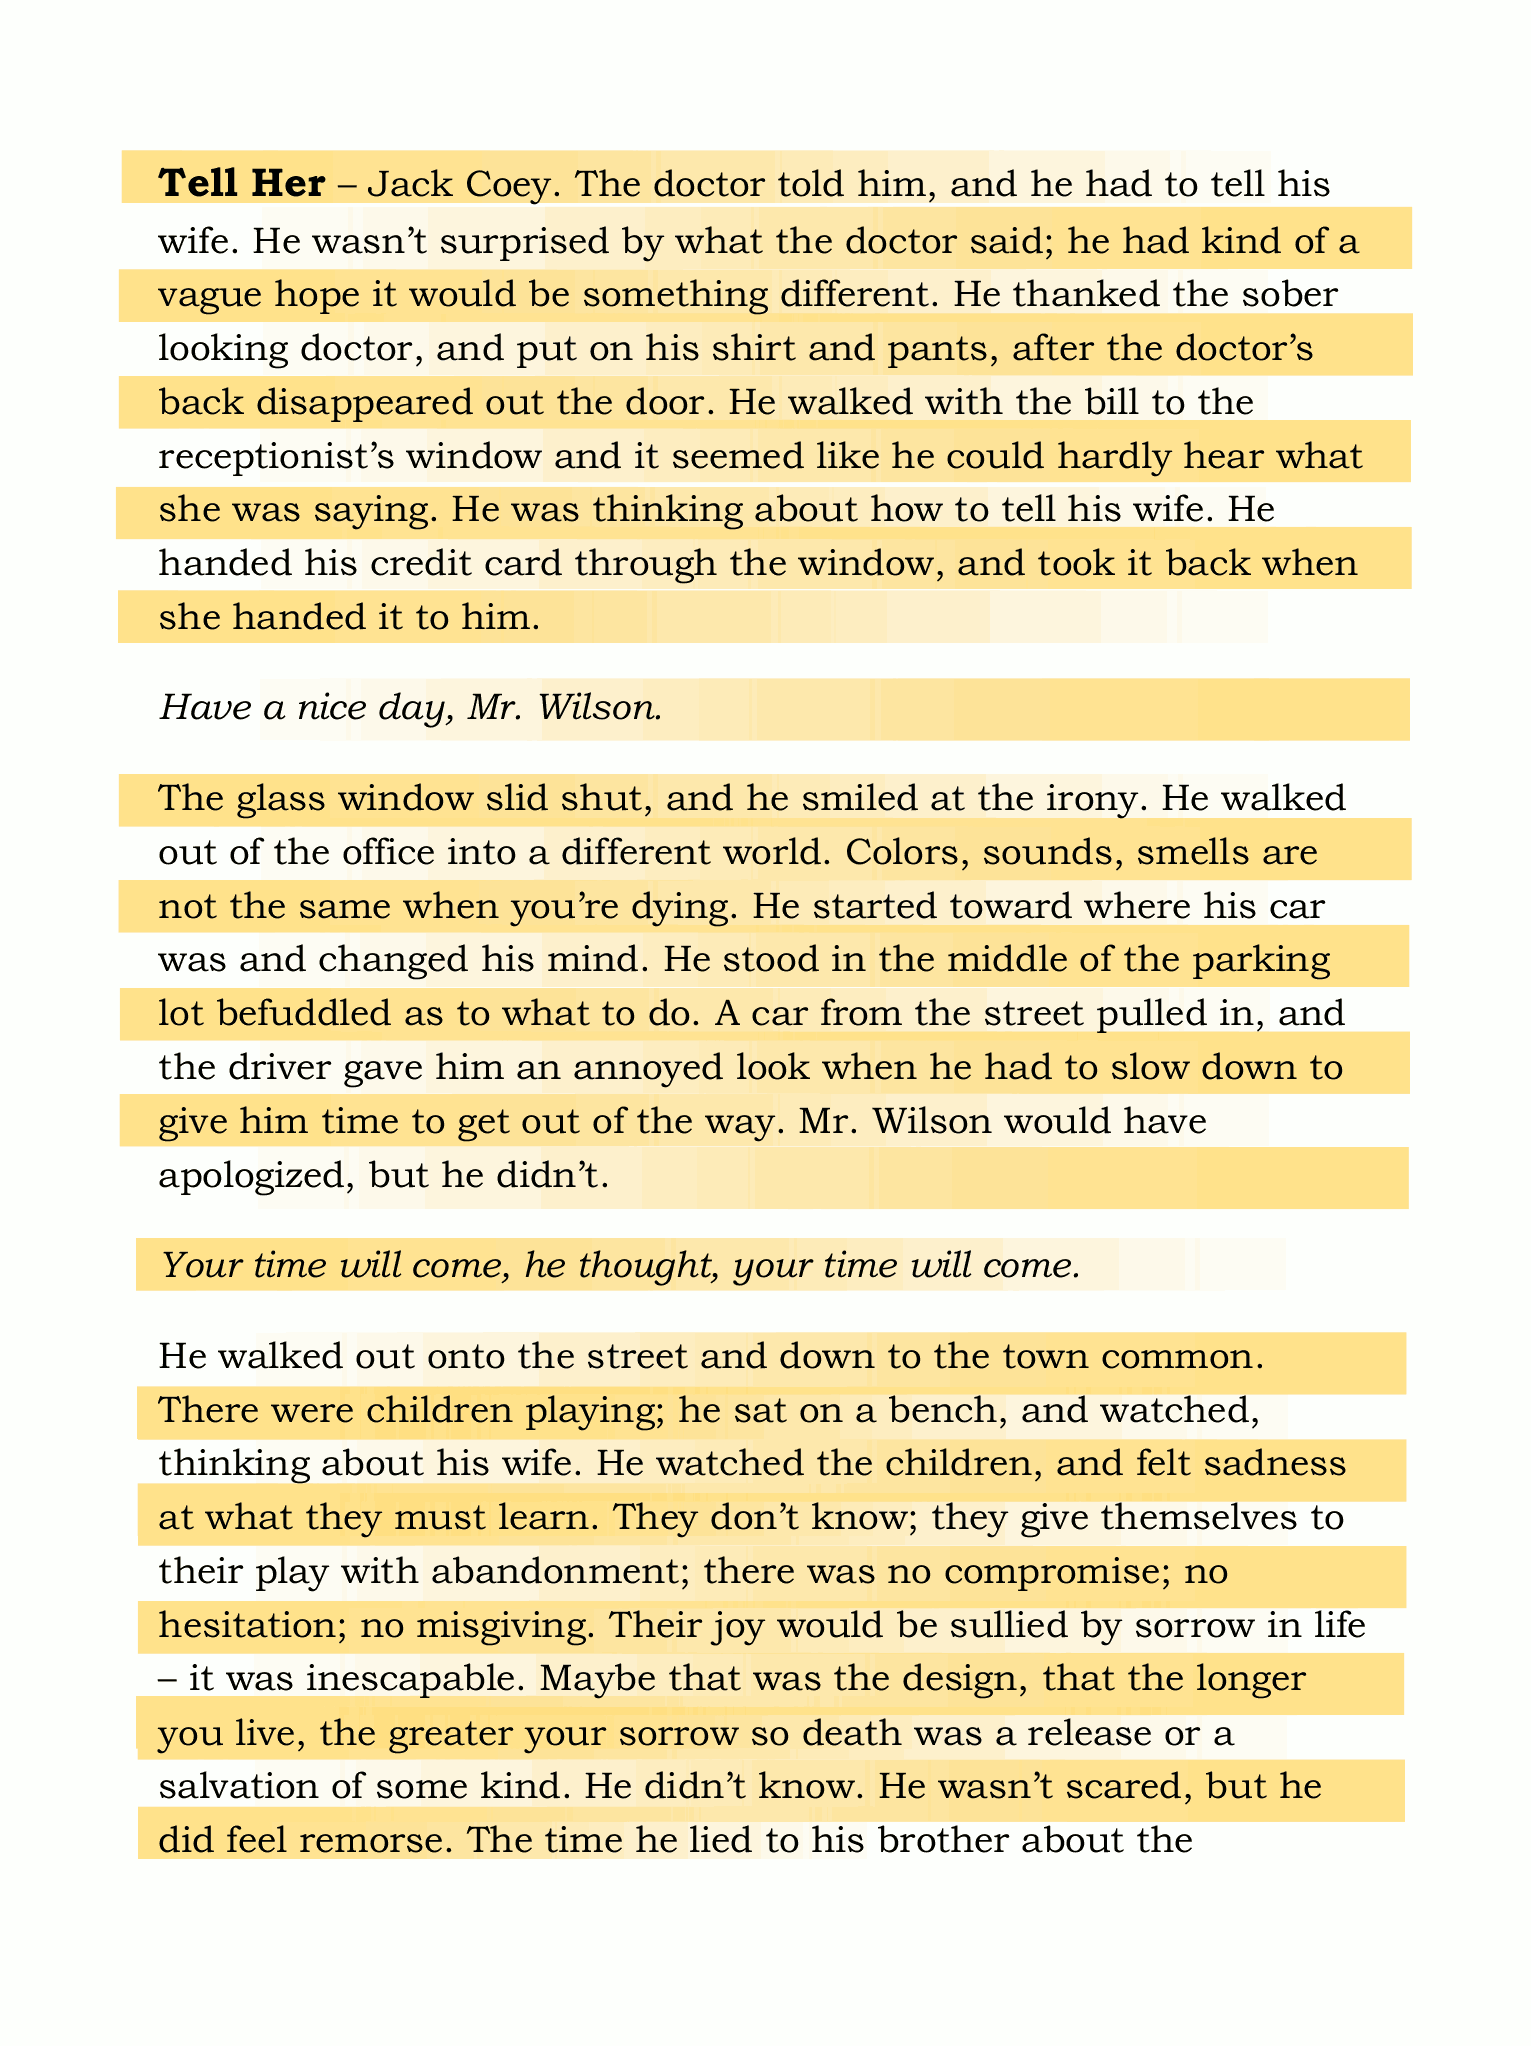 Tell Her – Jack Coey. The doctor told him, and he had to tell his
wife. He wasn’t surprised by what the doctor said; he had kind of a
vague hope it would be something different. He thanked the sober
looking doctor, and put on his shirt and pants, after the doctor’s
back disappeared out the door. He walked with the bill to the
receptionist’s window and it seemed like he could hardly hear what
she was saying. He was thinking about how to tell his wife. He
handed his credit card through the window, and took it back when
she handed it to him.
Have a nice day, Mr. Wilson.
The glass window slid shut, and he smiled at the irony. He walked
out of the office into a different world. Colors, sounds, smells are
not the same when you’re dying. He started toward where his car
was and changed his mind. He stood in the middle of the parking
lot befuddled as to what to do. A car from the street pulled in, and
the driver gave him an annoyed look when he had to slow down to
give him time to get out of the way. Mr. Wilson would have
apologized, but he didn’t.
Your time will come, he thought, your time will come.
He walked out onto the street and down to the town common.
There were children playing; he sat on a bench, and watched,
thinking about his wife. He watched the children, and felt sadness
at what they must learn. They don’t know; they give themselves to
their play with abandonment; there was no compromise; no
hesitation; no misgiving. Their joy would be sullied by sorrow in life
– it was inescapable. Maybe that was the design, that the longer
you live, the greater your sorrow so death was a release or a
salvation of some kind. He didn’t know. He wasn’t scared, but he
did feel remorse. The time he lied to his brother about the